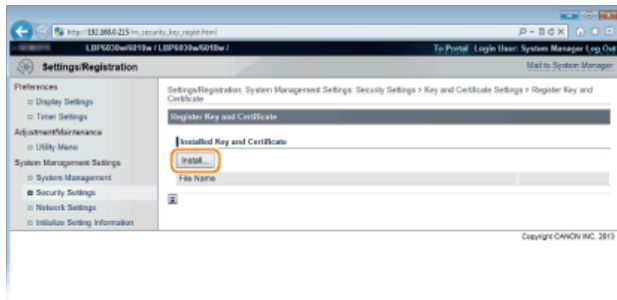 http://192.168.0.215/m_security_key_regist.html
LBP6030w/6018w / LBP6030w/6018w /
To Portal Login User: System Manager Log Out
Settings/Registration
Mail to System Manager
Preferences
Display Settings
Timer Settings
Adjustment/Maintenance
Utility Menu
System Management Settings
System Management
Security Settings
Network Settings
Initialize Setting Information
Settings/Registration: System Management Settings: Security Settings > Key and Certificate Settings > Register Key and
Certificate
Register Key and Certificate
Installed Key and Certificate
Install...
File Name
Copyright CANON INC. 2013